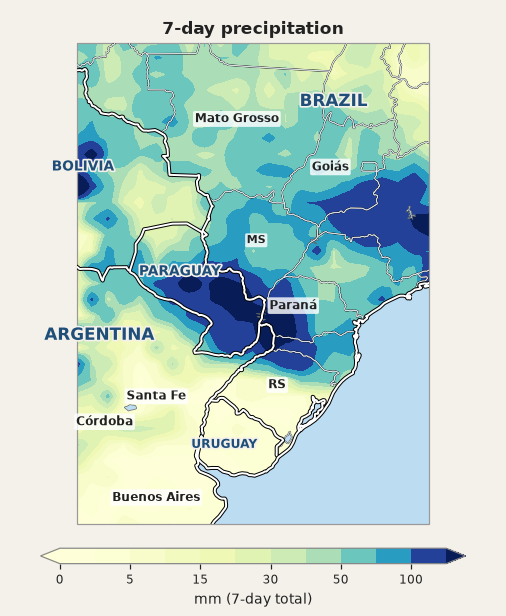 7-day precipitation
BRAZIL
Mato Grosso
BOLIVIA
Goiás
MS
PARAGUAY
Paraná
ARGENTINA
RS
Santa Fe
Córdoba
URUGUAY
Buenos Aires
0 5 15 30 50 100
mm (7-day total)